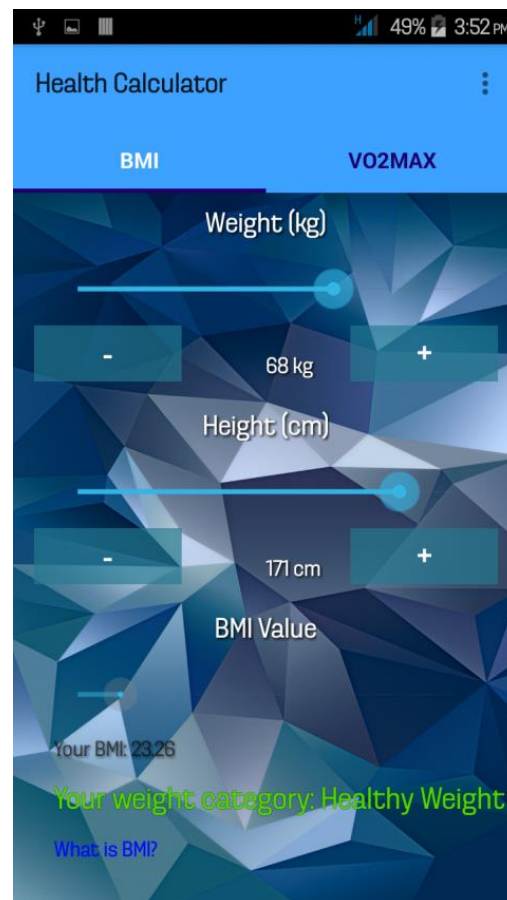 H 49% 3:52 PM
Health Calculator
BMI VO2MAX
Weight (kg)
- 68 kg +
Height (cm)
- 171 cm +
BMI Value
Your BMI: 23.26
Your weight category: Healthy Weight
What is BMI?